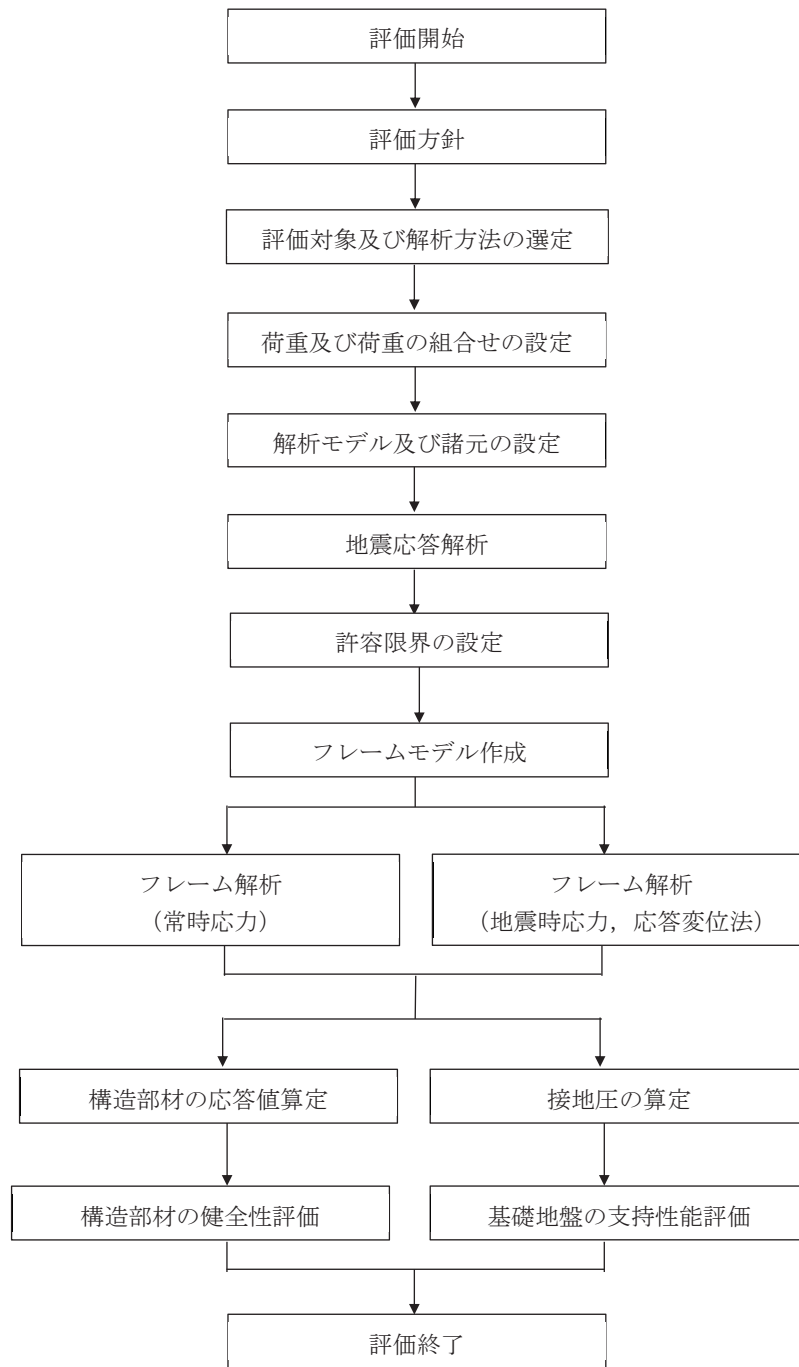 評価開始
評価方針
評価対象及び解析方法の選定
荷重及び荷重の組合せの設定
解析モデル及び諸元の設定
地震応答解析
許容限界の設定
フレームモデル作成
フレーム解析
（常時応力）
フレーム解析
（地震時応力，応答変位法）
構造部材の応答値算定
接地圧の算定
構造部材の健全性評価
基礎地盤の支持性能評価
評価終了